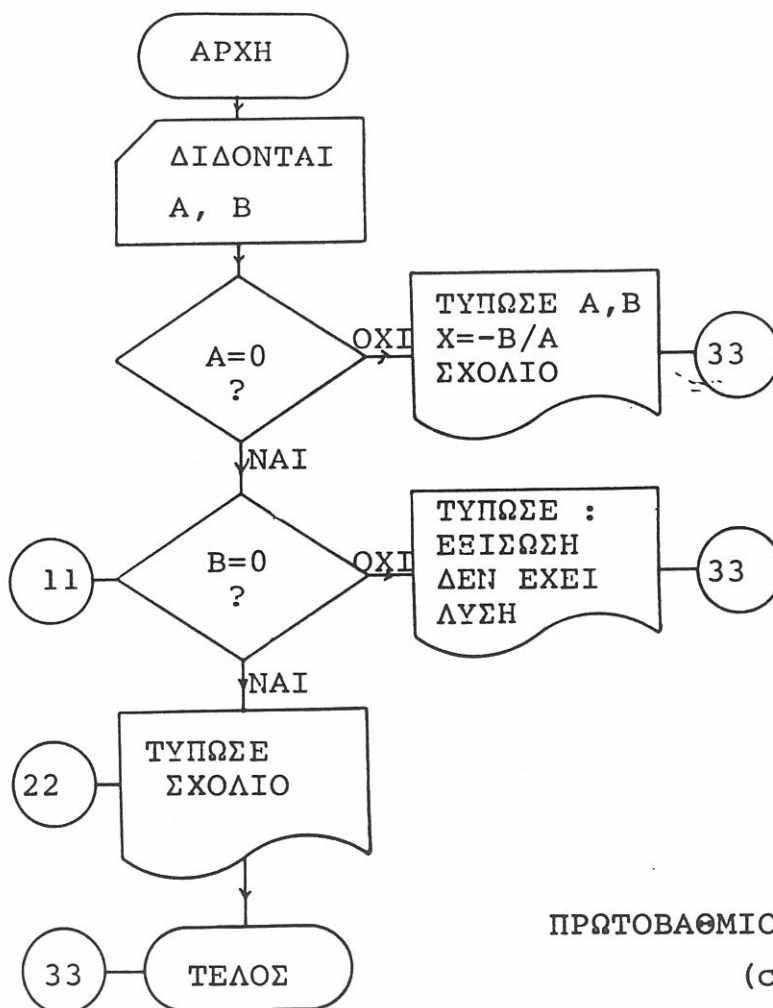 ΑΡΧΗ
ΔΙΔΟΝΤΑΙ
Α, Β
Α=0
?
ΟΧΙ
ΤΥΠΩΣΕ Α,Β
Χ=-Β/Α
ΣΧΟΛΙΟ
33
ΝΑΙ
11
Β=0
?
ΟΧΙ
ΤΥΠΩΣΕ :
ΕΞΙΣΩΣΗ
ΔΕΝ ΕΧΕΙ
ΛΥΣΗ
33
ΝΑΙ
22
ΤΥΠΩΣΕ
ΣΧΟΛΙΟ
33
ΤΕΛΟΣ